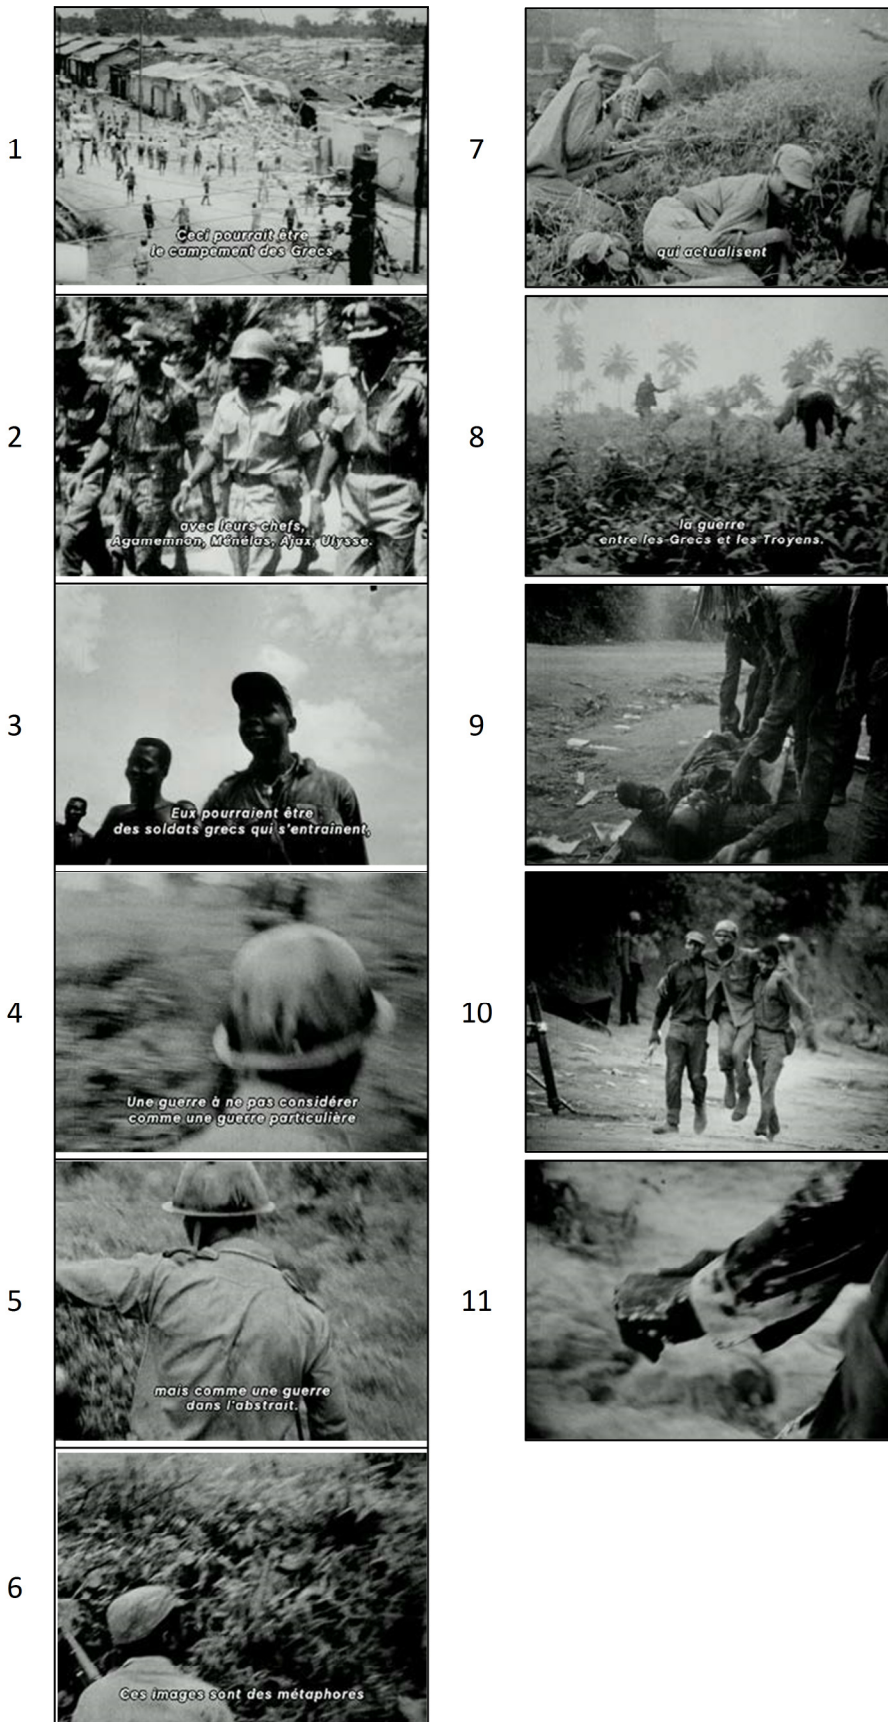 1
Ceci pourrait être
le campement des Grecs
2
avec leurs chefs,
Agamemnon, Ménélas, Ajax, Ulysse.
3
Eux pourraient être
des soldats grecs qui s'entraînent,
4
Une guerre à ne pas considérer
comme une guerre particulière
5
mais comme une guerre
dans l'abstrait.
6
Ces images sont des métaphores
7
qui actualisent
8
la guerre
entre les Grecs et les Troyens.
9
10
11